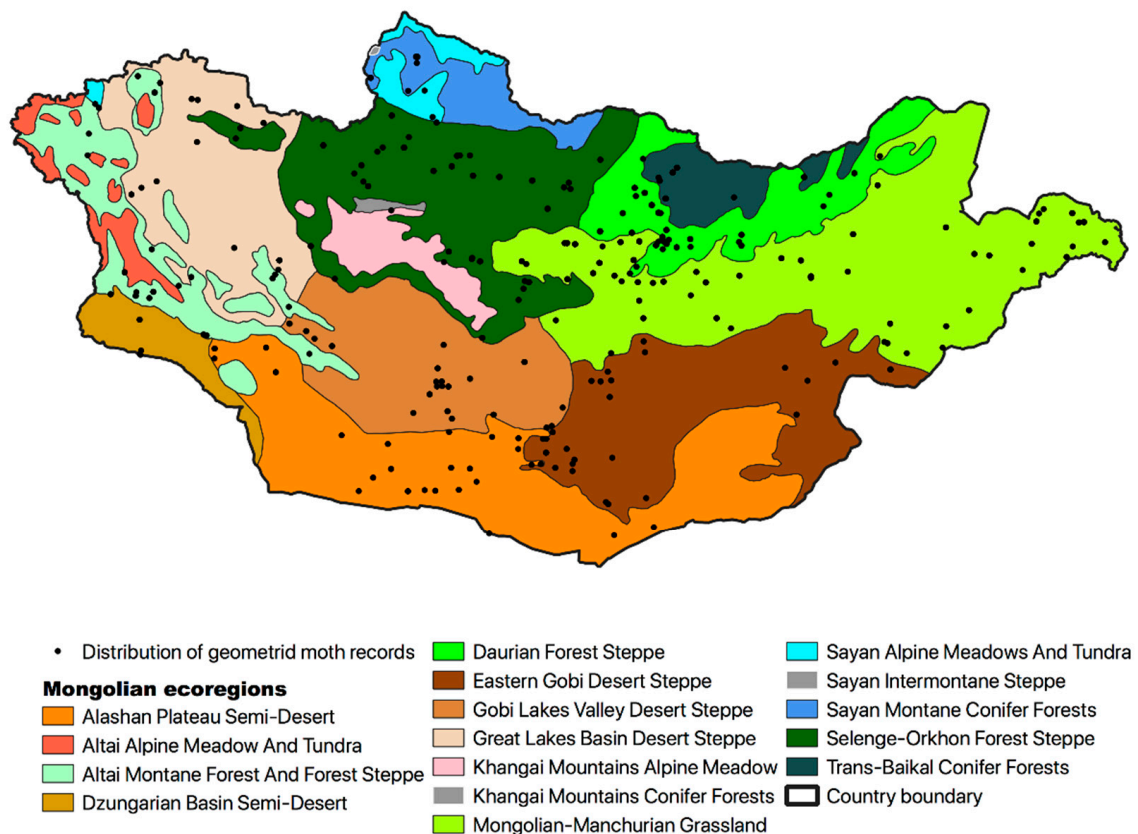 Distribution of geometrid moth records
Mongolian ecoregions
Alashan Plateau Semi-Desert
Altai Alpine Meadow And Tundra
Altai Montane Forest And Forest Steppe
Dzungarian Basin Semi-Desert
Daurian Forest Steppe
Eastern Gobi Desert Steppe
Gobi Lakes Valley Desert Steppe
Great Lakes Basin Desert Steppe
Khangai Mountains Alpine Meadow
Khangai Mountains Conifer Forests
Mongolian-Manchurian Grassland
Sayan Alpine Meadows And Tundra
Sayan Intermontane Steppe
Sayan Montane Conifer Forests
Selenge-Orkhon Forest Steppe
Trans-Baikal Conifer Forests
Country boundary